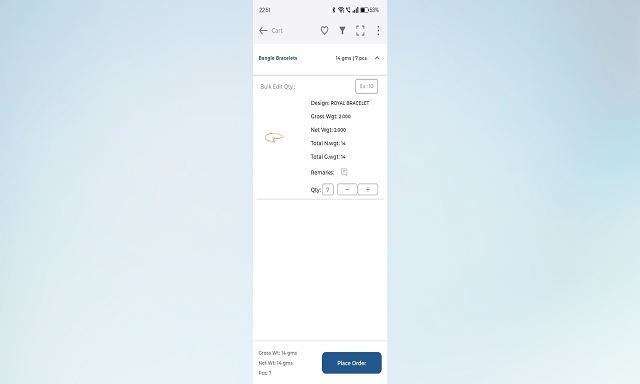 22:51
53%
Cart
Bangle Bracelets 14 gms | 7 pcs
Bulk Edit Qty : Ex: 10
Design: ROYAL BRACELET
Gross Wgt: 2.000
Net Wgt: 2.000
Total N.wgt: 14
Total G.wgt: 14
Remarks:
Qty: 7 − +
Gross Wt: 14 gms
Net Wt: 14 gms
Pcs: 7
Place Order